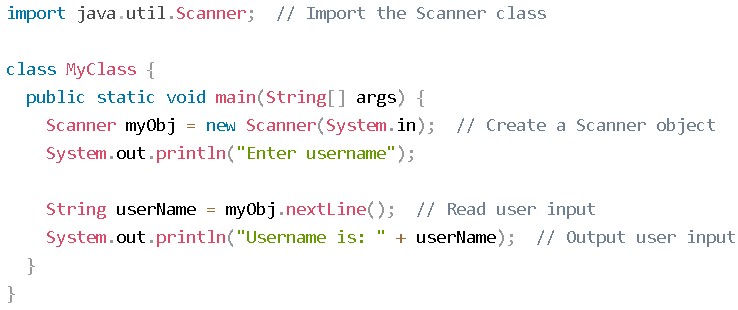 import java.util.Scanner;  // Import the Scanner class

class MyClass {
  public static void main(String[] args) {
    Scanner myObj = new Scanner(System.in);  // Create a Scanner object
    System.out.println("Enter username");

    String userName = myObj.nextLine();  // Read user input
    System.out.println("Username is: " + userName);  // Output user input
  }
}